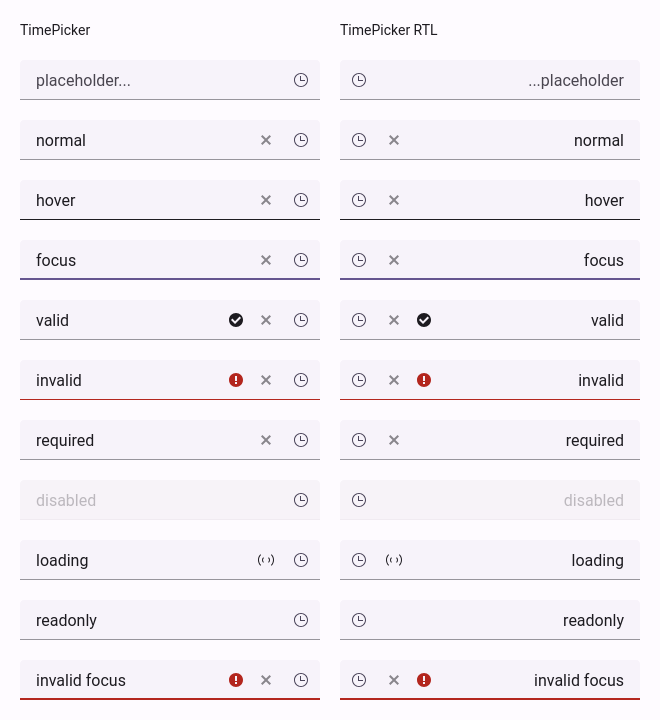 TimePicker
placeholder...
normal
hover
focus
valid
invalid
required
disabled
loading
readonly
invalid focus
TimePicker RTL
...placeholder
normal
hover
focus
valid
invalid
required
disabled
loading
readonly
invalid focus